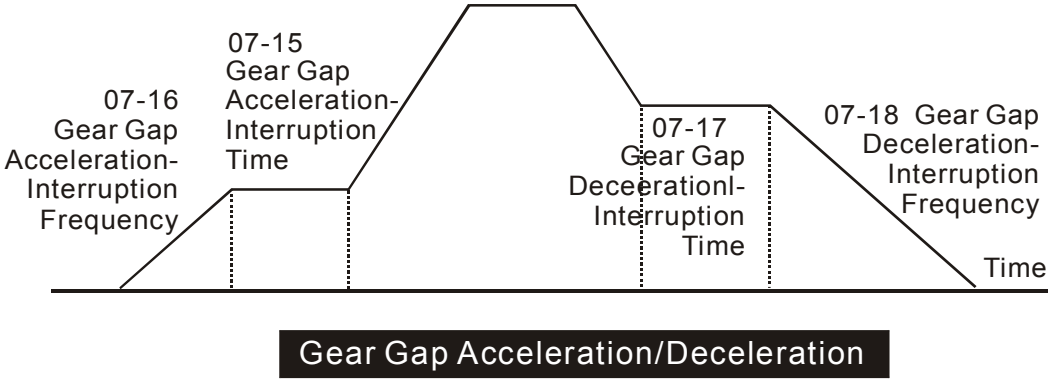 07-15
Gear Gap
Acceleration-
Interruption
Time
07-16
Gear Gap
Acceleration-
Interruption
Frequency
07-17
Gear Gap
DeceerationI-
Interruption
Time
07-18 Gear Gap
Deceleration-
Interruption
Frequency
Time
Gear Gap Acceleration/Deceleration